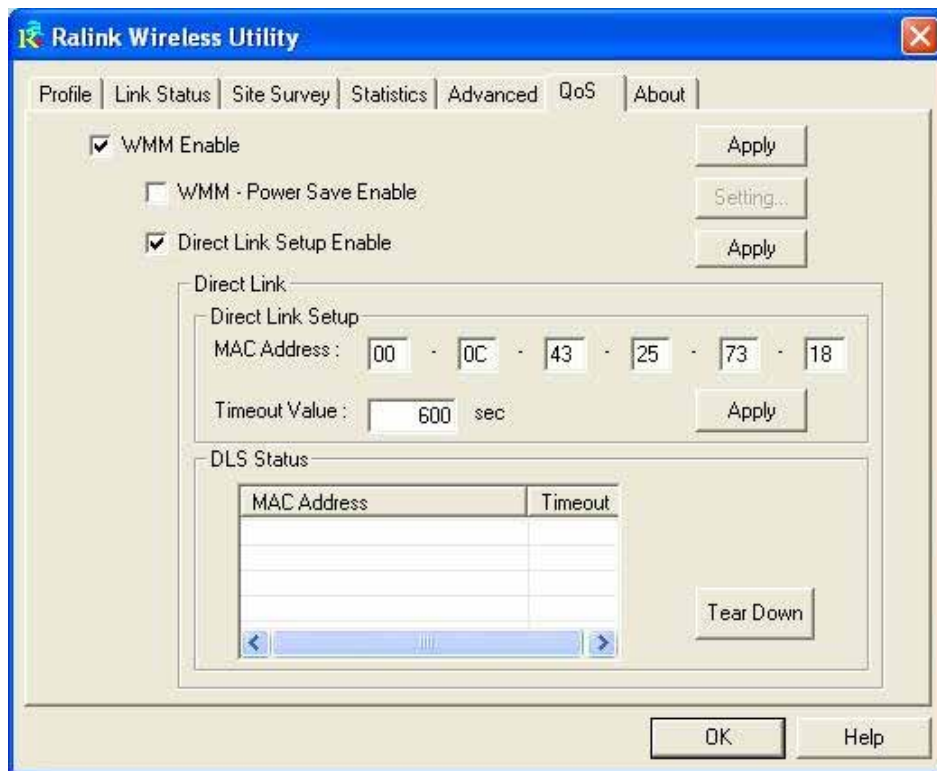 Ralink Wireless Utility
Profile Link Status Site Survey Statistics Advanced QoS About
WMM Enable Apply
WMM - Power Save Enable Setting...
Direct Link Setup Enable Apply
Direct Link
Direct Link Setup
MAC Address : 00 - 0C - 43 - 25 - 73 - 18
Timeout Value : 600 sec Apply
DLS Status
MAC Address Timeout
Tear Down
OK Help